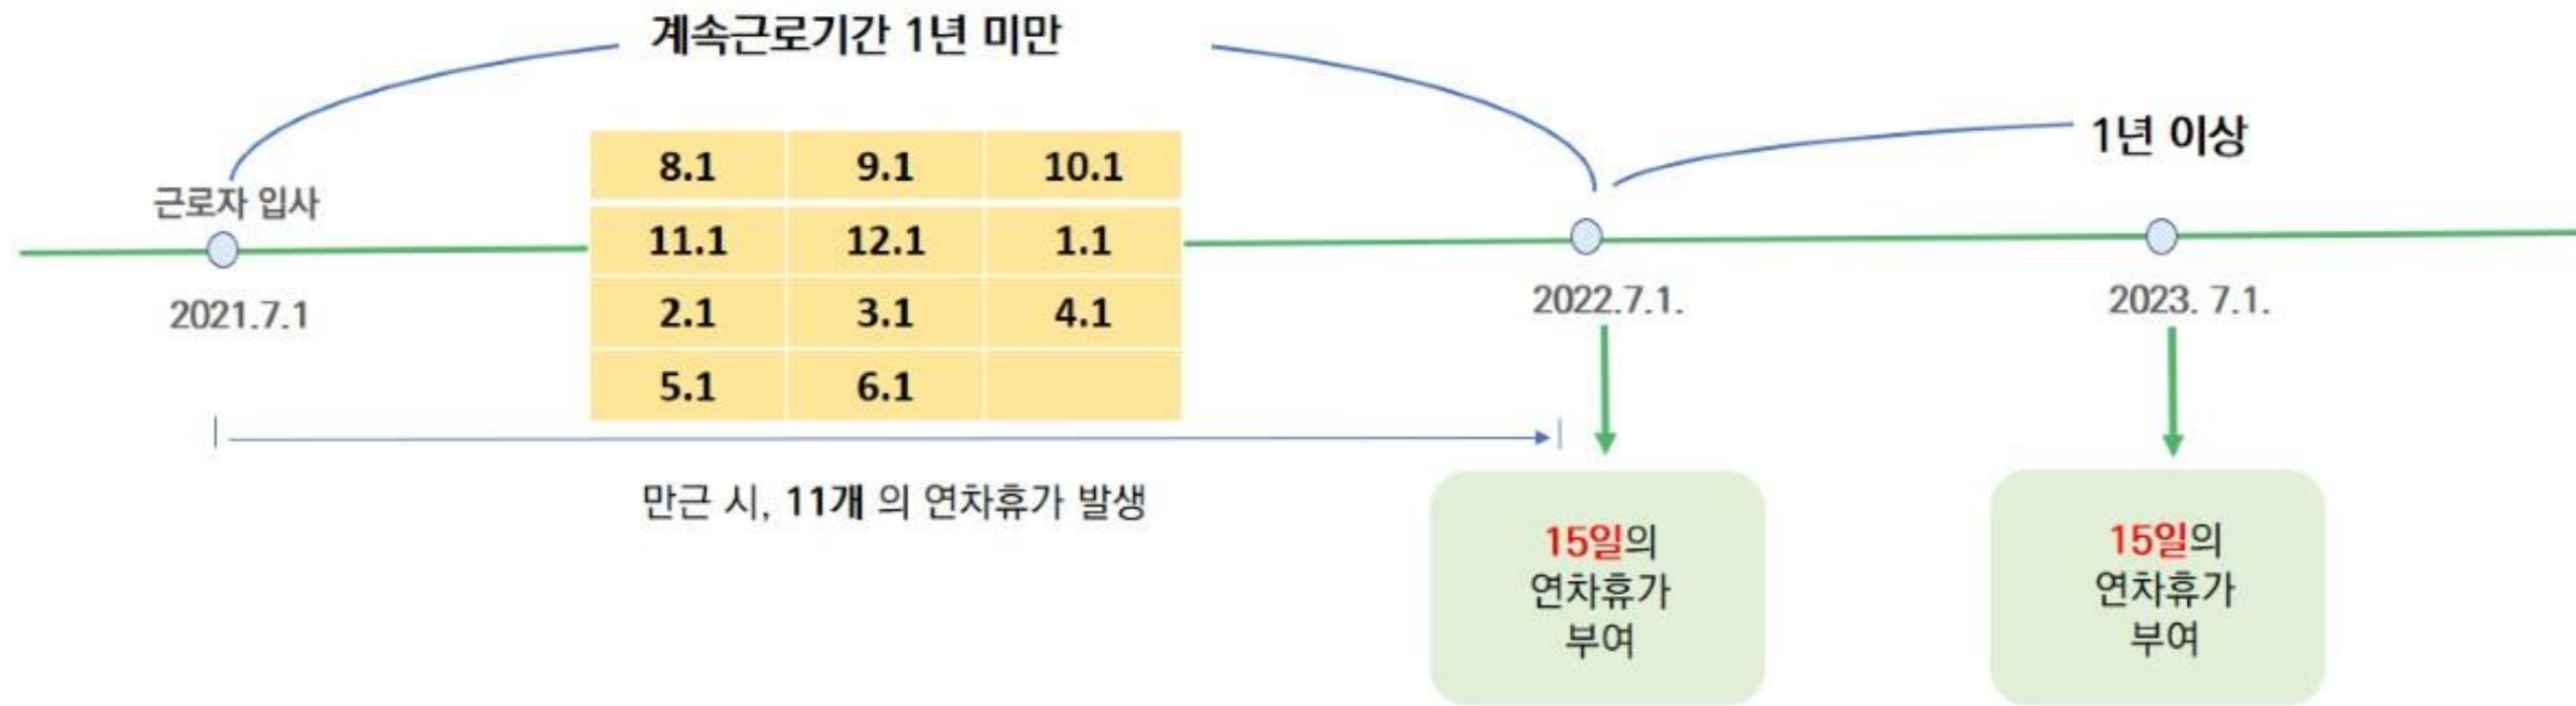 계속근로기간 1년 미만
1년 이상
근로자 입사
8.1 9.1 10.1
11.1 12.1 1.1
2.1 3.1 4.1
5.1 6.1
2021.7.1
2022.7.1.
2023. 7.1.
만근 시, 11개 의 연차휴가 발생
15일의
연차휴가
부여
15일의
연차휴가
부여